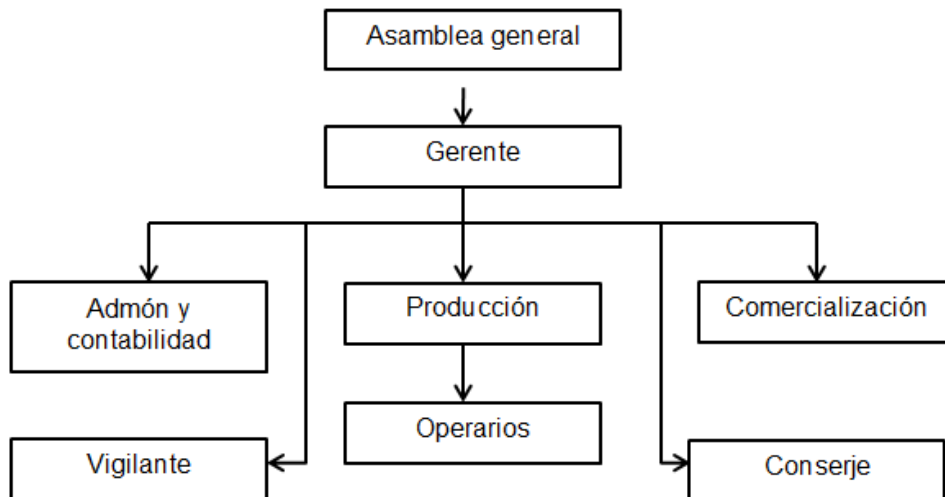 Asamblea general
Gerente
Admón y
contabilidad
Producción
Comercialización
Operarios
Vigilante
Conserje